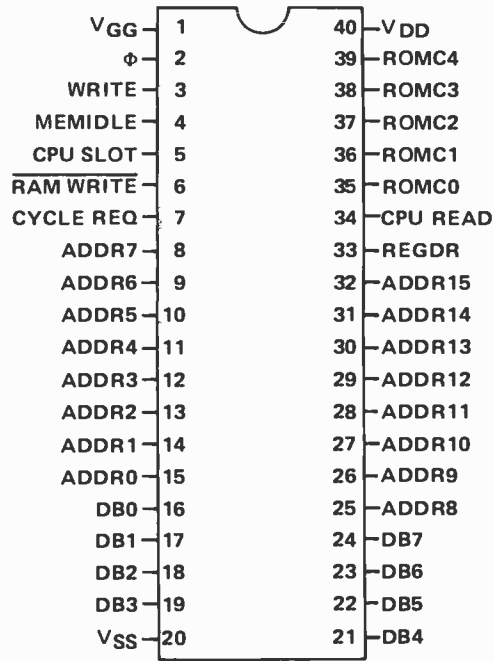 VGG 1 40 VDD
Φ 2 39 ROMC4
WRITE 3 38 ROMC3
MEMIDLE 4 37 ROMC2
CPU SLOT 5 36 ROMC1
RAM WRITE 6 35 ROMC0
CYCLE REQ 7 34 CPU READ
ADDR7 8 33 REGDR
ADDR6 9 32 ADDR15
ADDR5 10 31 ADDR14
ADDR4 11 30 ADDR13
ADDR3 12 29 ADDR12
ADDR2 13 28 ADDR11
ADDR1 14 27 ADDR10
ADDR0 15 26 ADDR9
DB0 16 25 ADDR8
DB1 17 24 DB7
DB2 18 23 DB6
DB3 19 22 DB5
VSS 20 21 DB4